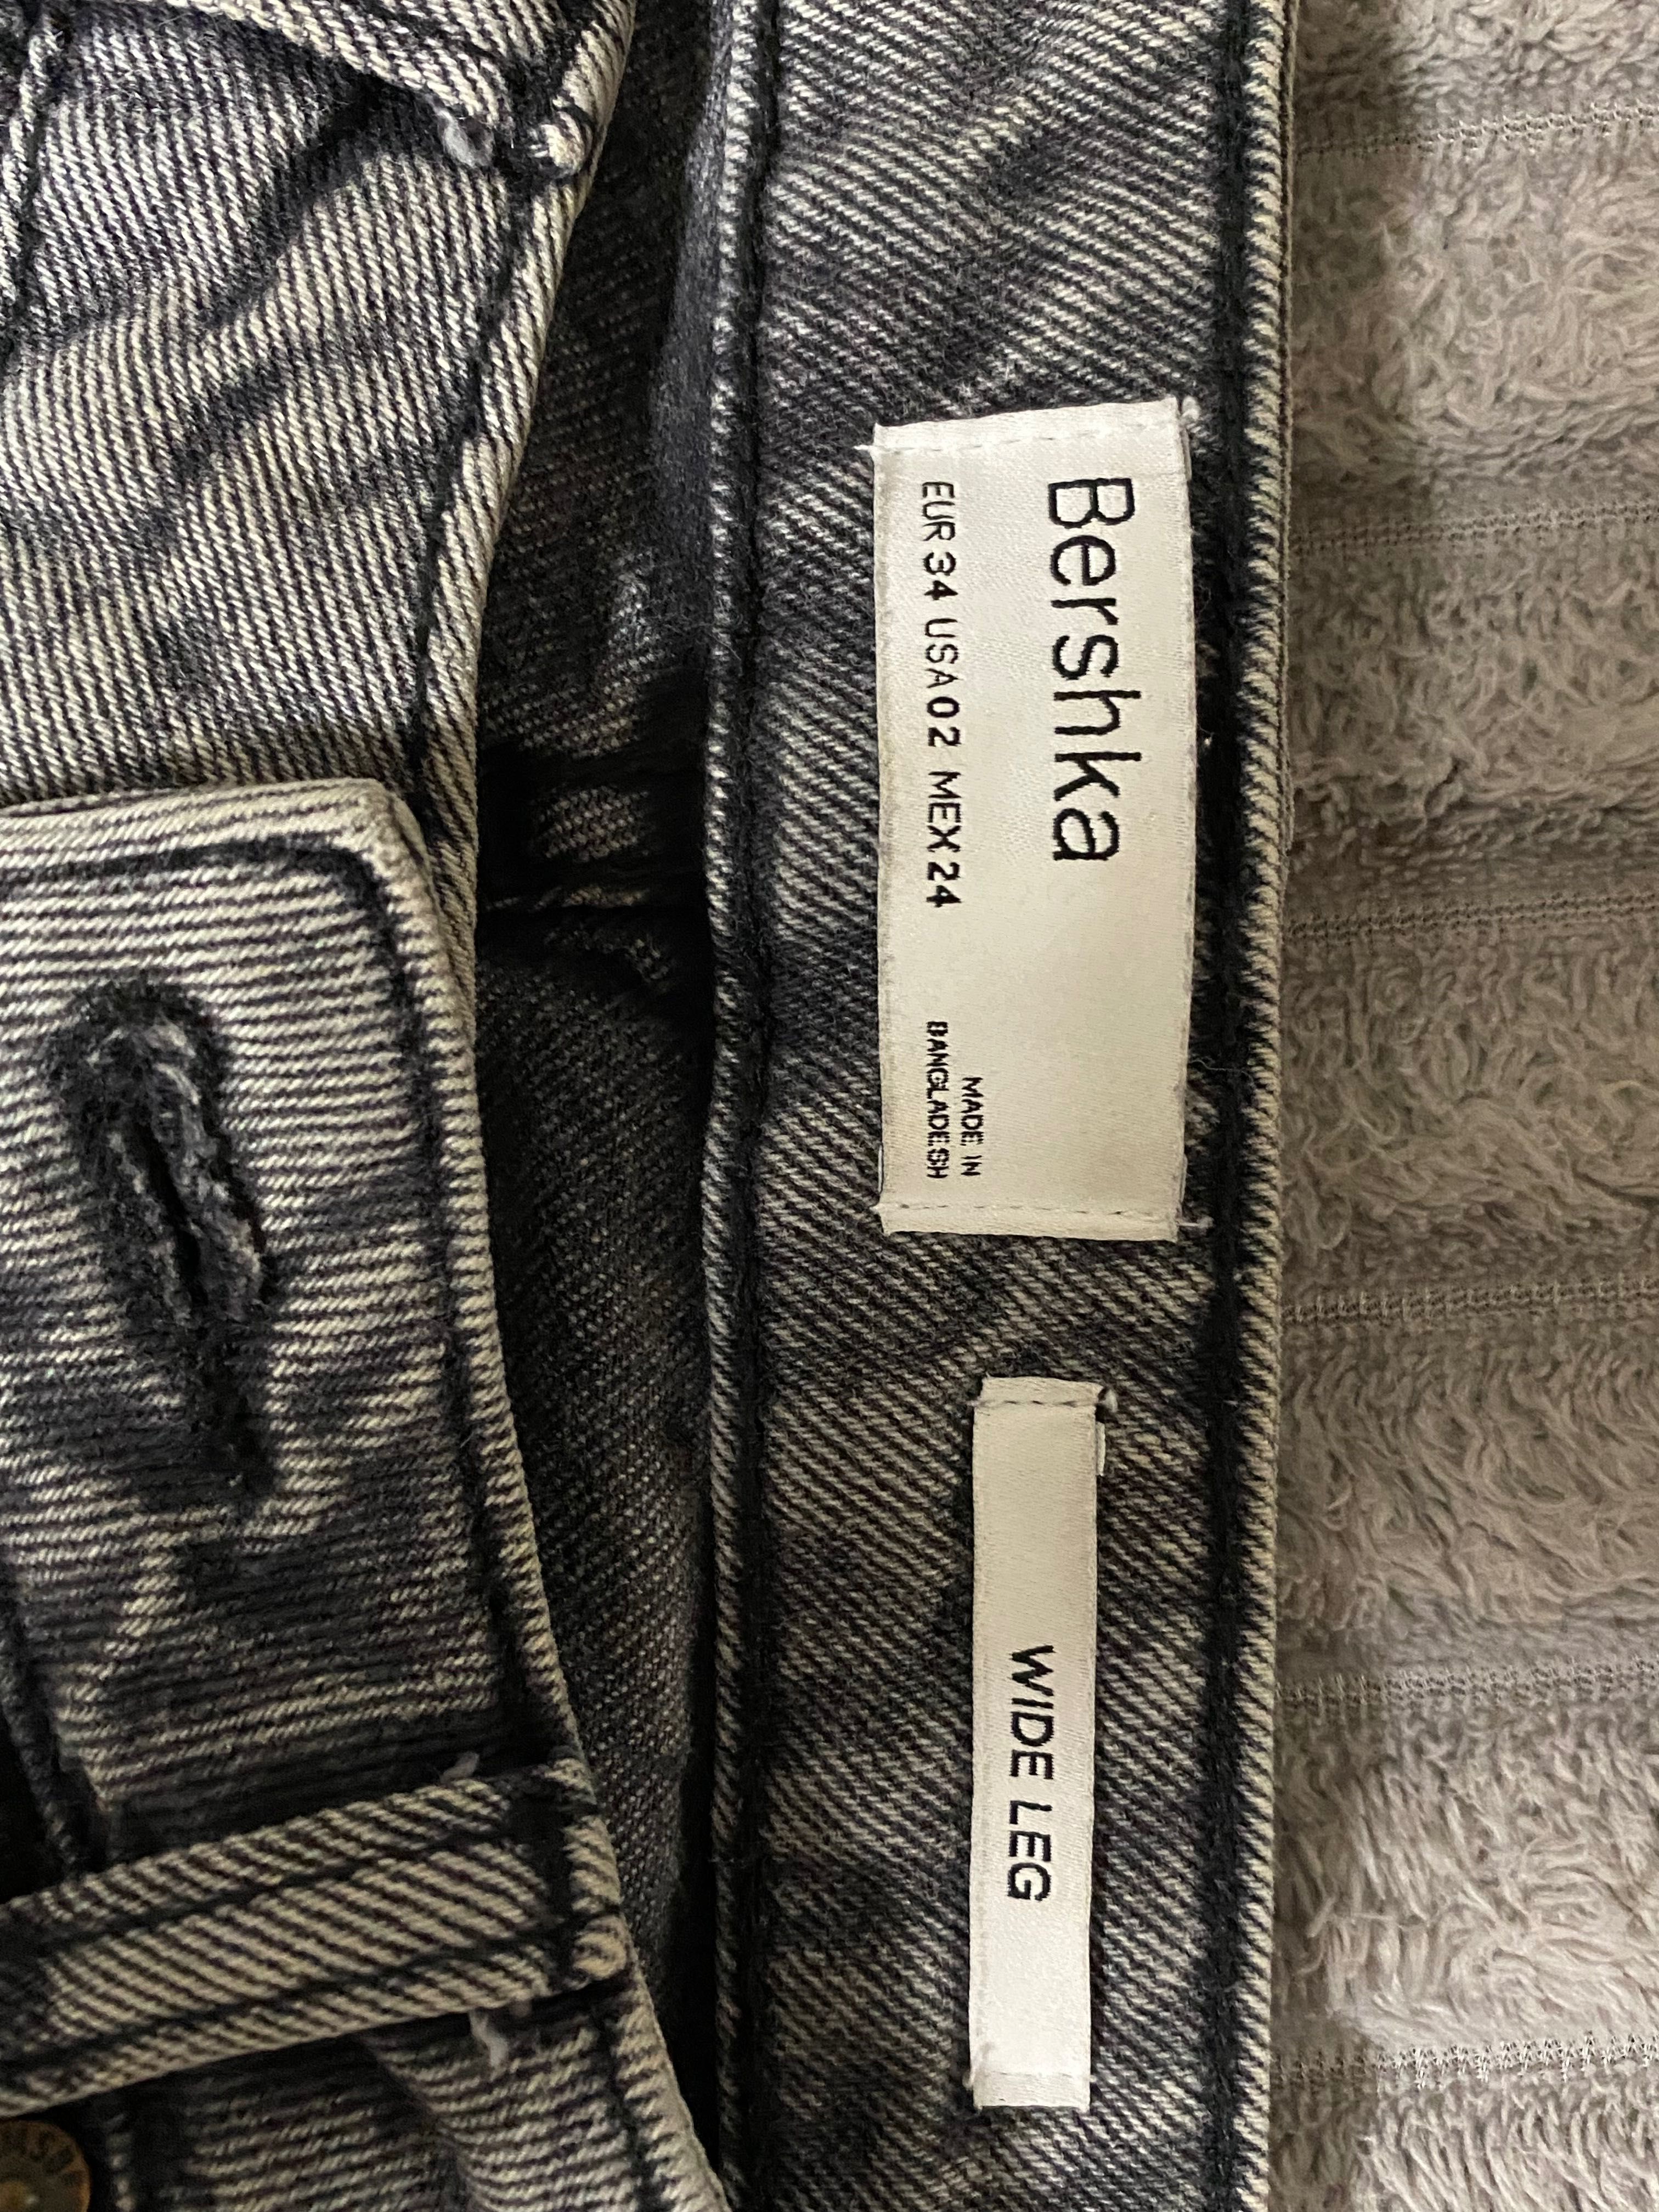 Bershka
EUR 34 USA 02 MEX 24
MADE IN
BANGLADESH
WIDE LEG